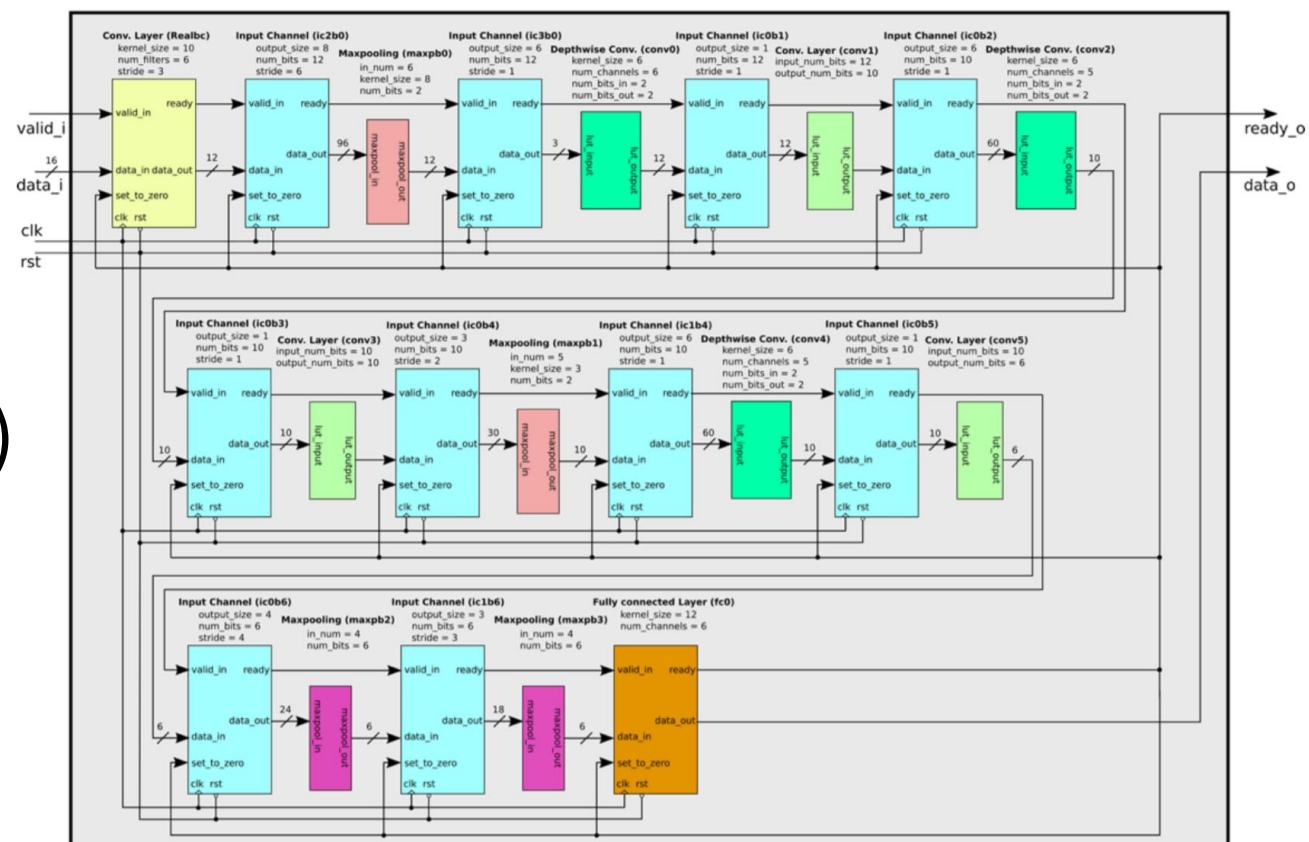 Conv. Layer (Realbc)
kernel_size = 10
num_filters = 6
stride = 3
Input Channel (ic2b0)
output_size = 8
num_bits = 12
stride = 6
Maxpooling (maxpb0)
in_num = 6
kernel_size = 8
num_bits = 2
Input Channel (ic3b0)
output_size = 6
num_bits = 12
stride = 1
Depthwise Conv. (conv0)
kernel_size = 6
num_channels = 6
num_bits_in = 2
num_bits_out = 2
Input Channel (ic0b1)
output_size = 1
num_bits = 12
stride = 1
Conv. Layer (conv1)
input_num_bits = 12
output_num_bits = 10
Input Channel (ic0b2)
output_size = 6
num_bits = 10
stride = 1
Depthwise Conv. (conv2)
kernel_size = 6
num_channels = 5
num_bits_in = 2
num_bits_out = 2
valid_i
16
data_i
clk
rst
valid_in
ready
data_in data_out
set_to_zero
clk rst
12
valid_in ready
data_out
data_in
set_to_zero
clk rst
96
maxpool_in
maxpool_out
12
valid_in ready
data_out
data_in
set_to_zero
clk rst
3
lut_input
lut_output
12
valid_in ready
data_out
data_in
set_to_zero
clk rst
12
lut_input
lut_output
valid_in ready
data_out
data_in
set_to_zero
clk rst
60
lut_input
lut_output
10
ready_o
data_o
)
Input Channel (ic0b3)
output_size = 1
num_bits = 10
stride = 1
Conv. Layer (conv3)
input_num_bits = 10
output_num_bits = 10
Input Channel (ic0b4)
output_size = 3
num_bits = 10
stride = 2
Maxpooling (maxpb1)
in_num = 5
kernel_size = 3
num_bits = 2
Input Channel (ic1b4)
output_size = 6
num_bits = 10
stride = 1
Depthwise Conv. (conv4)
kernel_size = 6
num_channels = 5
num_bits_in = 2
num_bits_out = 2
Input Channel (ic0b5)
output_size = 1
num_bits = 10
stride = 1
Conv. Layer (conv5)
input_num_bits = 10
output_num_bits = 6
10
valid_in ready
data_out
data_in
set_to_zero
clk rst
10
lut_input
lut_output
valid_in ready
data_out
data_in
set_to_zero
clk rst
30
maxpool_in
maxpool_out
10
valid_in ready
data_out
data_in
set_to_zero
clk rst
60
lut_input
lut_output
10
valid_in ready
data_out
data_in
set_to_zero
clk rst
10
lut_input
lut_output
6
Input Channel (ic0b6)
output_size = 4
num_bits = 6
stride = 4
Maxpooling (maxpb2)
in_num = 4
num_bits = 6
Input Channel (ic1b6)
output_size = 3
num_bits = 6
stride = 3
Maxpooling (maxpb3)
in_num = 4
num_bits = 6
Fully connected Layer (fc0)
kernel_size = 12
num_channels = 6
6
valid_in ready
data_out
data_in
set_to_zero
clk rst
24
maxpool_in
maxpool_out
6
valid_in ready
data_out
data_in
set_to_zero
clk rst
18
maxpool_in
maxpool_out
6
valid_in ready
data_out
data_in
set_to_zero
clk rst